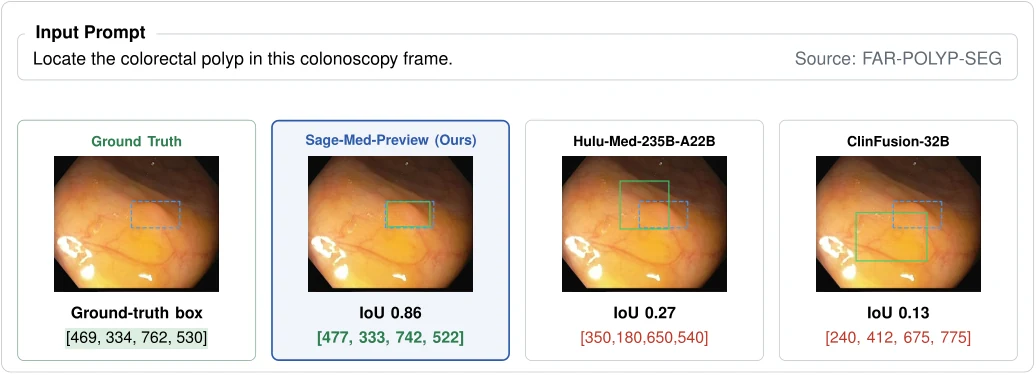 Input Prompt
Locate the colorectal polyp in this colonoscopy frame.
Source: FAR-POLYP-SEG
Ground Truth
Ground-truth box
[469, 334, 762, 530]
Sage-Med-Preview (Ours)
IoU 0.86
[477, 333, 742, 522]
Hulu-Med-235B-A22B
IoU 0.27
[350,180,650,540]
ClinFusion-32B
IoU 0.13
[240, 412, 675, 775]